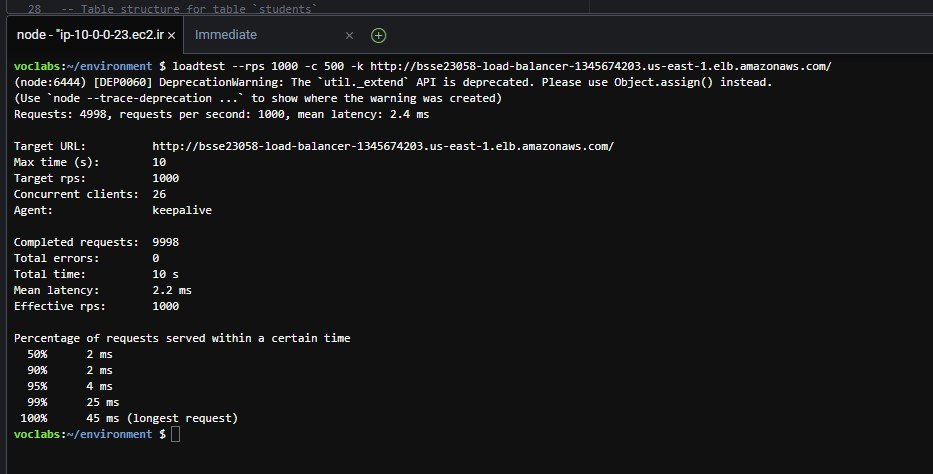 28 -- Table structure for table `students`
node - "ip-10-0-0-23.ec2.ir × Immediate ×
voclabs:~/environment $ loadtest --rps 1000 -c 500 -k http://bsse23058-load-balancer-1345674203.us-east-1.elb.amazonaws.com/
(node:6444) [DEP0060] DeprecationWarning: The `util._extend` API is deprecated. Please use Object.assign() instead.
(Use `node --trace-deprecation ...` to show where the warning was created)
Requests: 4998, requests per second: 1000, mean latency: 2.4 ms
Target URL: http://bsse23058-load-balancer-1345674203.us-east-1.elb.amazonaws.com/
Max time (s): 10
Target rps: 1000
Concurrent clients: 26
Agent: keepalive
Completed requests: 9998
Total errors: 0
Total time: 10 s
Mean latency: 2.2 ms
Effective rps: 1000
Percentage of requests served within a certain time
50% 2 ms
90% 2 ms
95% 4 ms
99% 25 ms
100% 45 ms (longest request)
voclabs:~/environment $